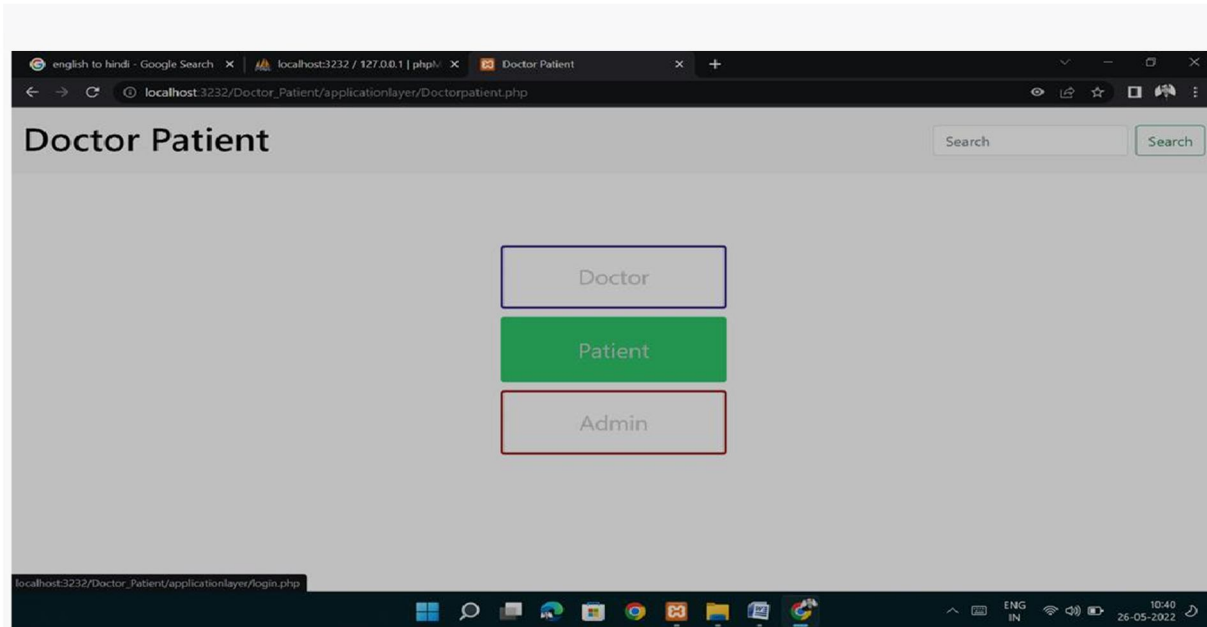 english to hindi - Google Search
localhost:3232 / 127.0.0.1 | phpM
Doctor Patient
localhost:3232/Doctor_Patient/applicationlayer/Doctorpatient.php
Doctor Patient
Search
Search
Doctor
Patient
Admin
localhost:3232/Doctor_Patient/applicationlayer/login.php
ENG
IN
10:40
26-05-2022